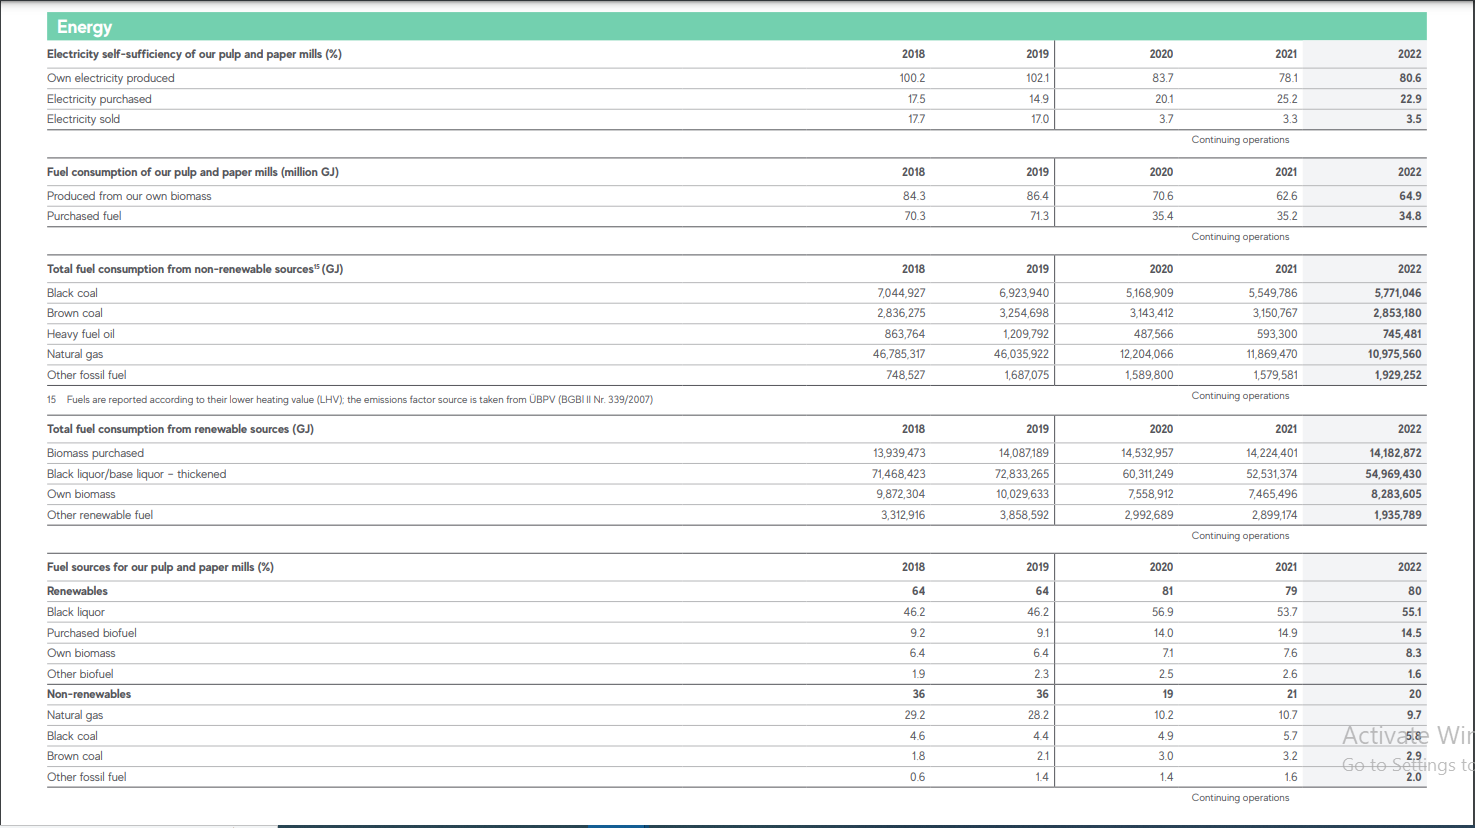 Energy
Electricity self-sufficiency of our pulp and paper mills (%) 2018 2019 2020 2021 2022
Own electricity produced 100.2 102.1 83.7 78.1 80.6
Electricity purchased 17.5 14.9 20.1 25.2 22.9
Electricity sold 17.7 17.0 3.7 3.3 3.5
Continuing operations
Fuel consumption of our pulp and paper mills (million GJ) 2018 2019 2020 2021 2022
Produced from our own biomass 84.3 86.4 70.6 62.6 64.9
Purchased fuel 70.3 71.3 35.4 35.2 34.8
Continuing operations
Total fuel consumption from non-renewable sources15 (GJ) 2018 2019 2020 2021 2022
Black coal 7,044,927 6,923,940 5,168,909 5,549,786 5,771,046
Brown coal 2,836,275 3,254,698 3,143,412 3,150,767 2,853,180
Heavy fuel oil 863,764 1,209,792 487,566 593,300 745,481
Natural gas 46,785,317 46,035,922 12,204,066 11,869,470 10,975,560
Other fossil fuel 748,527 1,687,075 1,589,800 1,579,581 1,929,252
15 Fuels are reported according to their lower heating value (LHV); the emissions factor source is taken from ÜBPV (BGBl II Nr. 339/2007) Continuing operations
Total fuel consumption from renewable sources (GJ) 2018 2019 2020 2021 2022
Biomass purchased 13,939,473 14,087,189 14,532,957 14,224,401 14,182,872
Black liquor/base liquor – thickened 71,468,423 72,833,265 60,311,249 52,531,374 54,969,430
Own biomass 9,872,304 10,029,633 7,558,912 7,465,496 8,283,605
Other renewable fuel 3,312,916 3,858,592 2,992,689 2,899,174 1,935,789
Continuing operations
Fuel sources for our pulp and paper mills (%) 2018 2019 2020 2021 2022
Renewables 64 64 81 79 80
Black liquor 46.2 46.2 56.9 53.7 55.1
Purchased biofuel 9.2 9.1 14.0 14.9 14.5
Own biomass 6.4 6.4 7.1 7.6 8.3
Other biofuel 1.9 2.3 2.5 2.6 1.6
Non-renewables 36 36 19 21 20
Natural gas 29.2 28.2 10.2 10.7 9.7
Black coal 4.6 4.4 4.9 5.7 5.8
Activate Wir
Brown coal 1.8 2.1 3.0 3.2 2.9
Go to Settings to
Other fossil fuel 0.6 1.4 1.4 1.6 2.0
Continuing operations